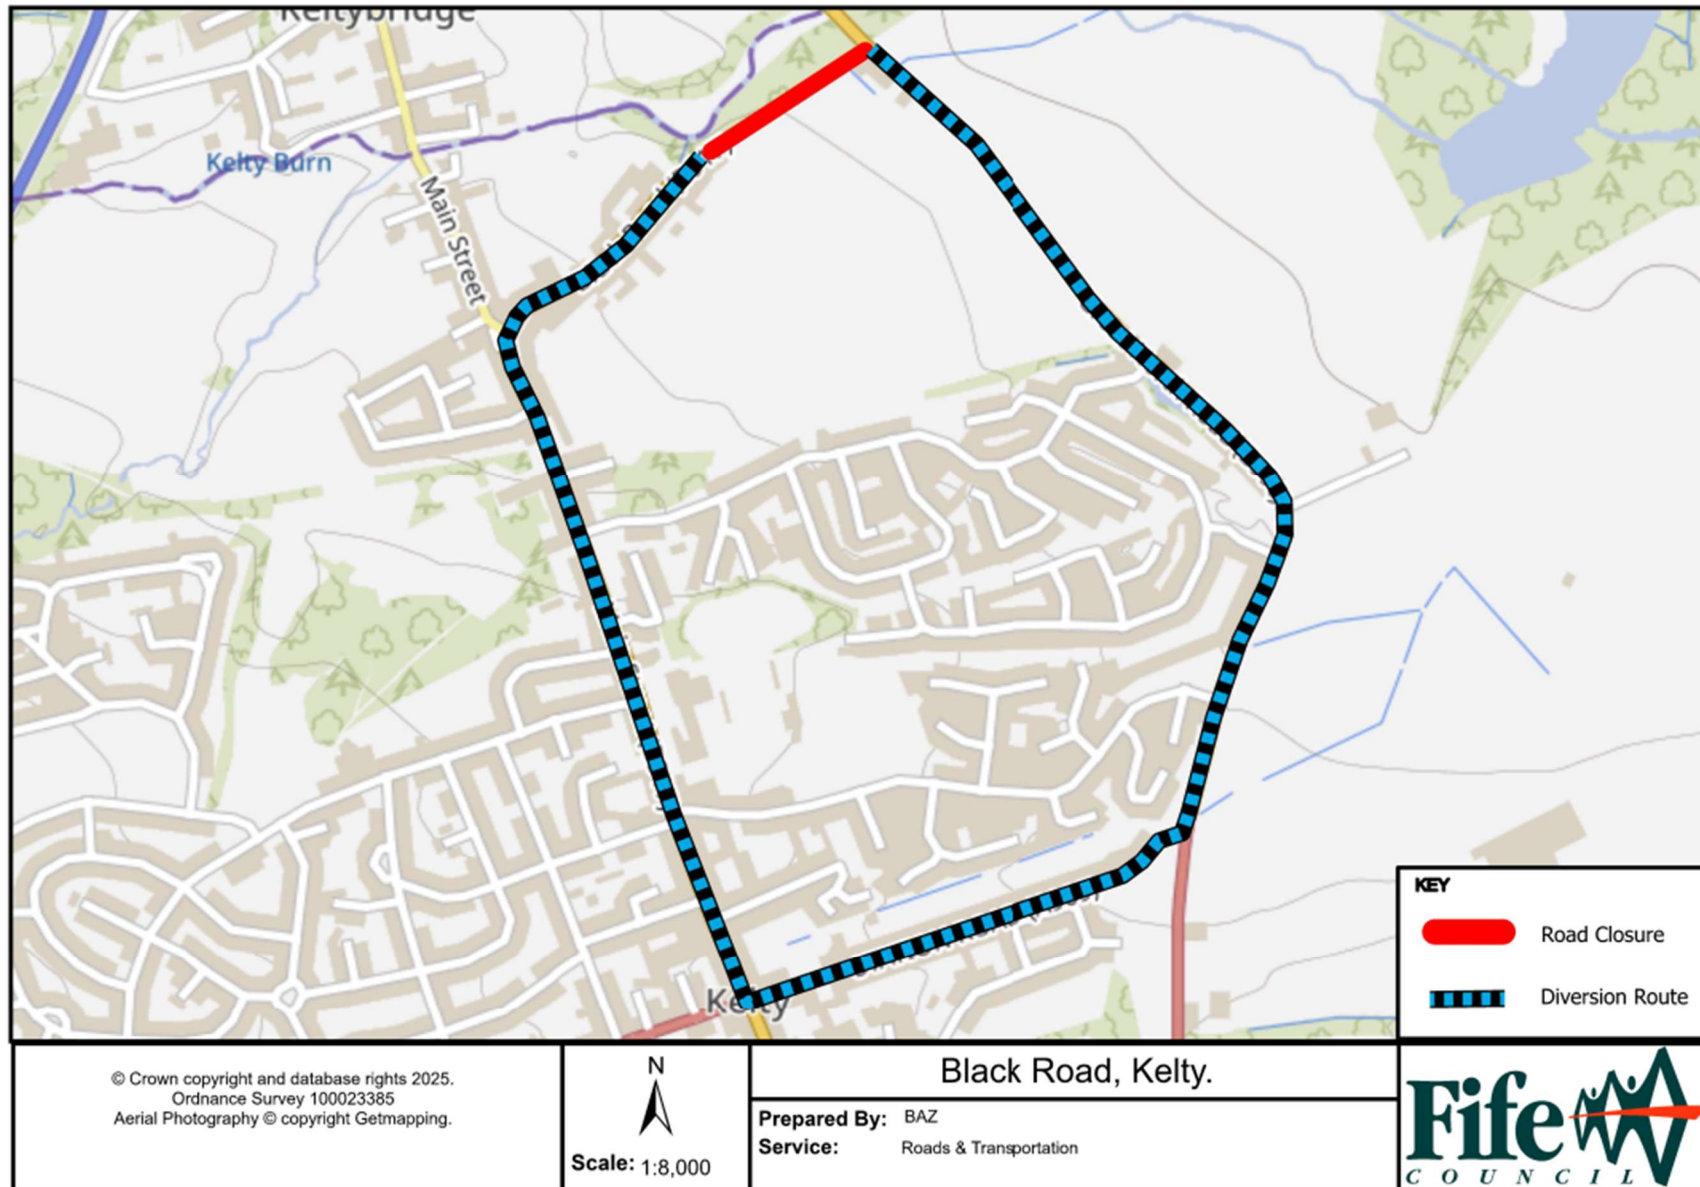 Keltybridge
Kelty Burn
Main Street
Kelty
KEY
Road Closure
Diversion Route
© Crown copyright and database rights 2025.
Ordnance Survey 100023385
Aerial Photography © copyright Getmapping.
N
Scale: 1:8,000
Black Road, Kelty.
Prepared By: BAZ
Service: Roads & Transportation
Fife
COUNCIL